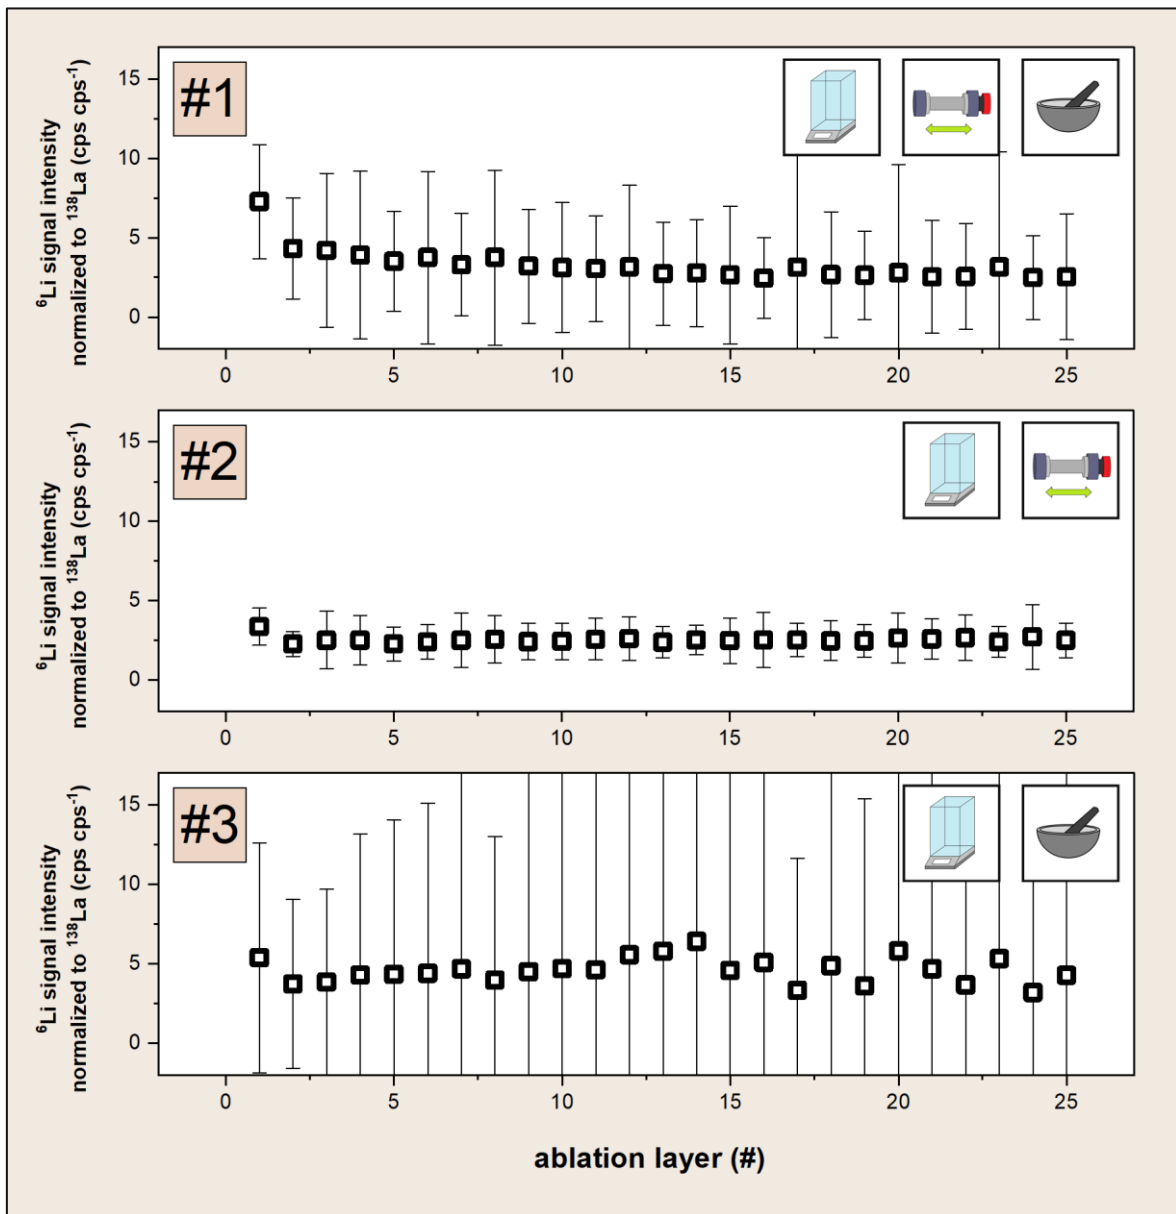 #1
⁶Li signal intensity
normalized to ¹³⁸La (cps cps⁻¹)
15
10
5
0
0 5 10 15 20 25
#2
⁶Li signal intensity
normalized to ¹³⁸La (cps cps⁻¹)
15
10
5
0
0 5 10 15 20 25
#3
⁶Li signal intensity
normalized to ¹³⁸La (cps cps⁻¹)
15
10
5
0
0 5 10 15 20 25
ablation layer (#)